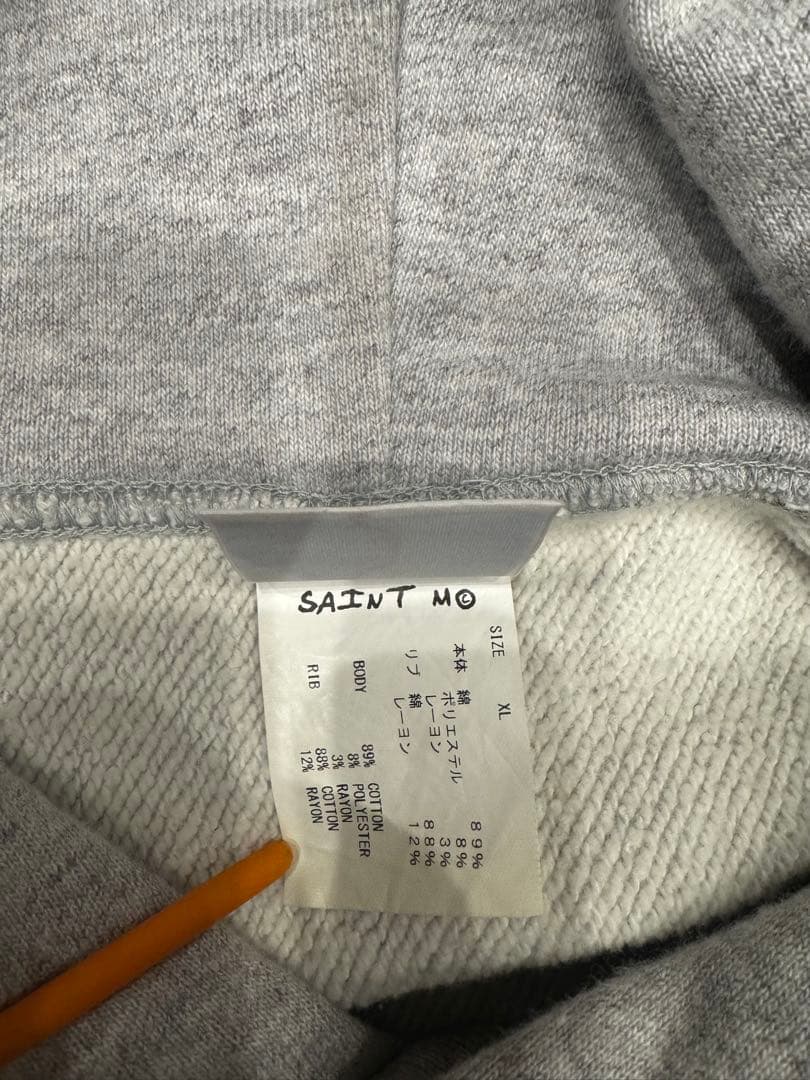 SAINT M©
SIZE XL
本体 綿 89%
ポリエステル 8%
レーヨン 3%
リブ 綿 88%
レーヨン 12%
BODY 89% COTTON
8% POLYESTER
3% RAYON
RIB 88% COTTON
12% RAYON